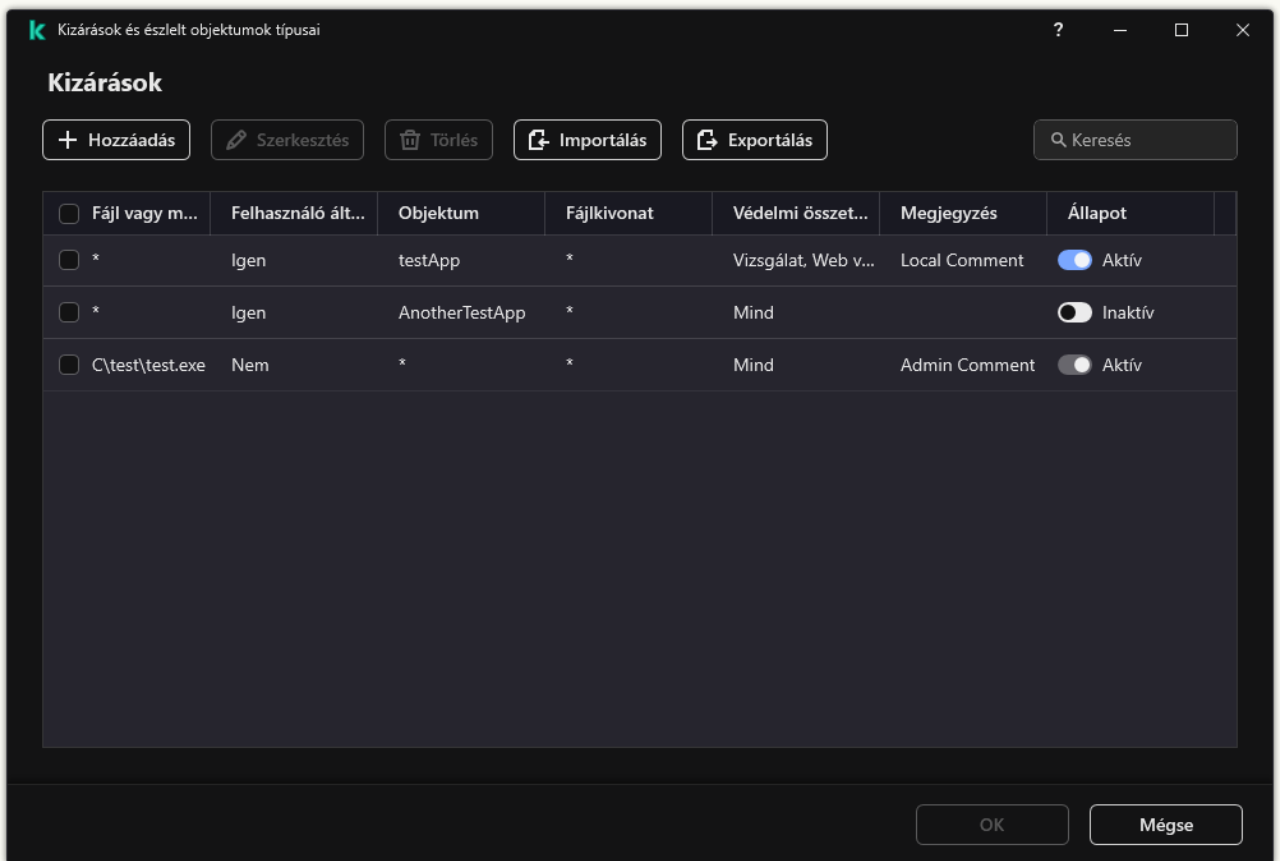 Kizárások és észlelt objektumok típusai ?
Kizárások
Hozzáadás Szerkesztés Törlés Importálás Exportálás Keresés
Fájl vagy m... Felhasználó ált... Objektum Fájlkivonat Védelmi összet... Megjegyzés Állapot
* Igen testApp * Vizsgálat, Web v... Local Comment Aktív
* Igen AnotherTestApp * Mind Inaktív
C\test\test.exe Nem * * Mind Admin Comment Aktív
OK Mégse